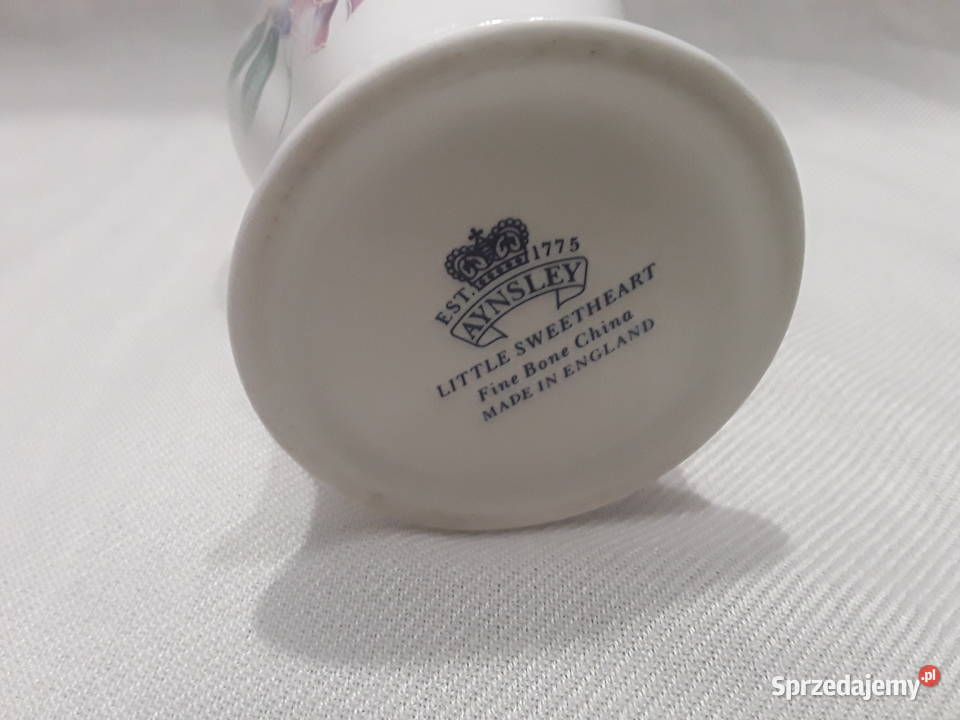 EST. 1775
AYNSLEY
LITTLE SWEETHEART
Fine Bone China
MADE IN ENGLAND
Sprzedajemy.pl